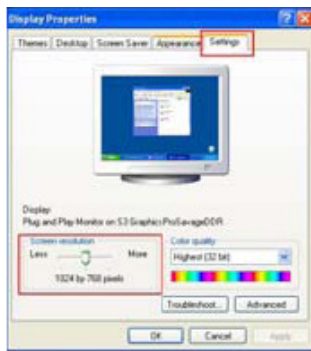 Display Properties
Themes Desktop Screen Saver Appearance Settings
Display:
Plug and Play Monitor on S3 Graphics ProSavageDDR
Screen resolution
Less More
1024 by 768 pixels
Color quality
Highest (32 bit)
Troubleshoot... Advanced
OK Cancel Apply